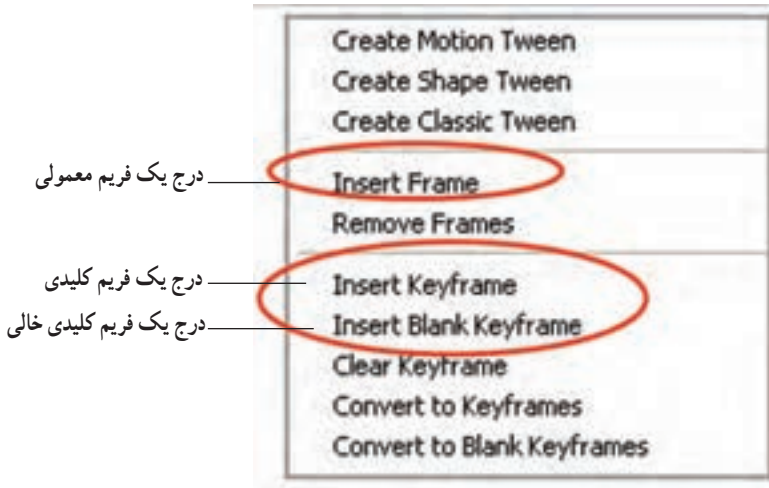 Create Motion Tween
Create Shape Tween
Create Classic Tween
درج یک فریم معمولی
Insert Frame
Remove Frames
درج یک فریم کلیدی
Insert Keyframe
درج یک فریم کلیدی خالی
Insert Blank Keyframe
Clear Keyframe
Convert to Keyframes
Convert to Blank Keyframes